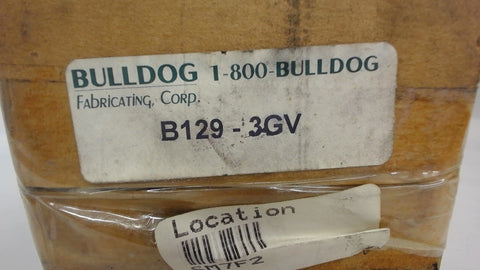 BULLDOG 1-800-BULLDOG
Fabricating, Corp.
B129 - 3GV
Location